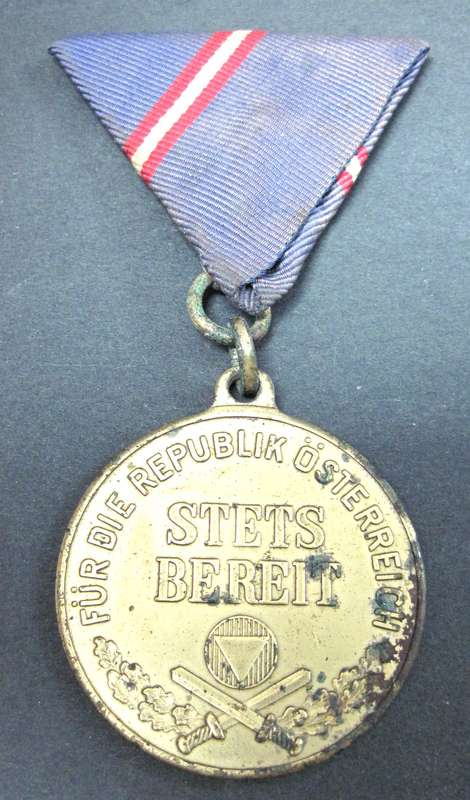 FÜR DIE REPUBLIK ÖSTERREICH
STETS
BEREIT